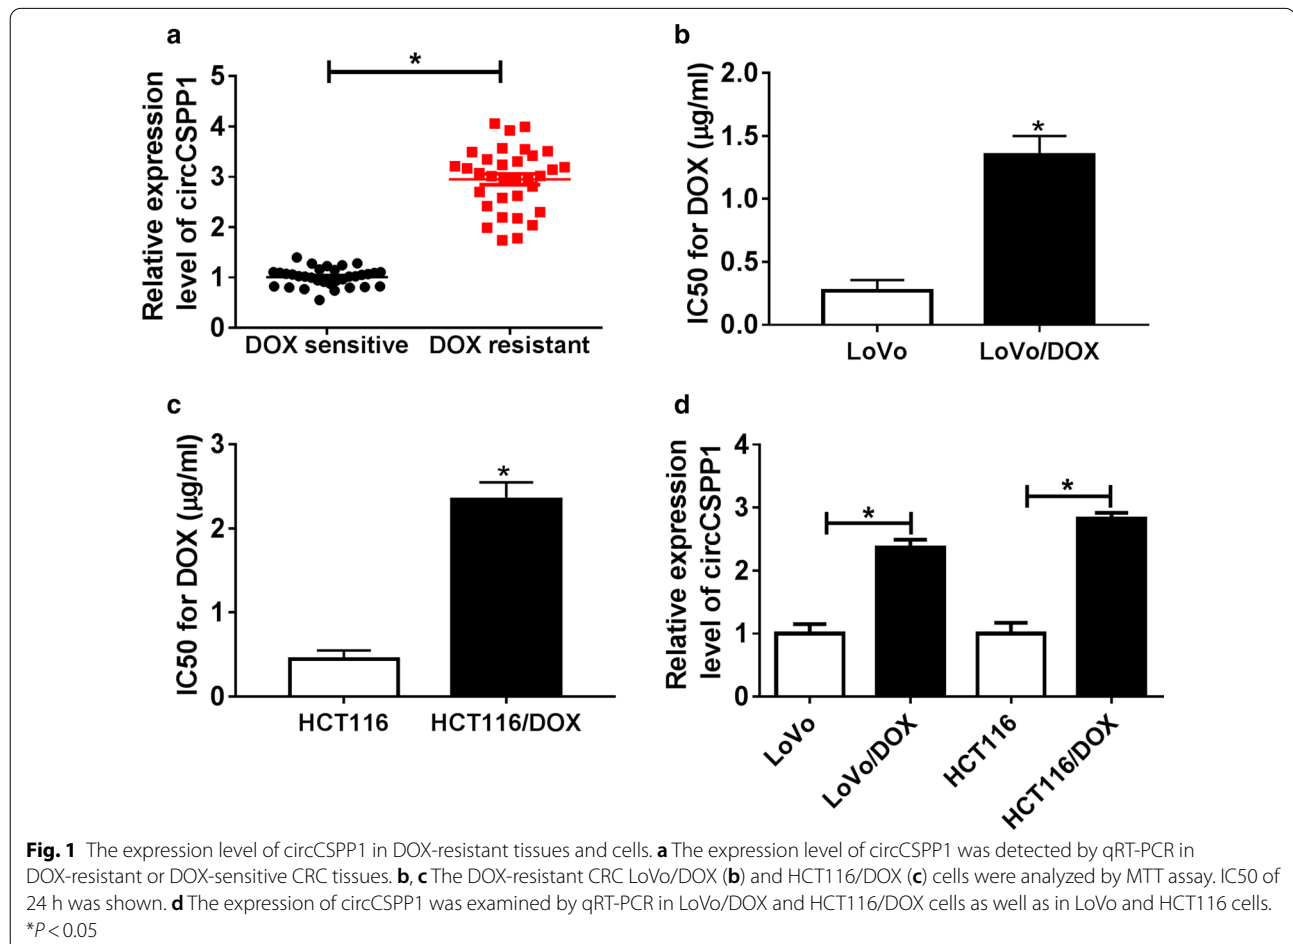 a
*
Relative expression
level of circCSPP1
5
4
3
2
1
0
DOX sensitive DOX resistant
b
IC50 for DOX (μg/ml)
2.0
1.5
1.0
0.5
0.0
*
LoVo LoVo/DOX
c
IC50 for DOX (μg/ml)
3
2
1
0
*
HCT116 HCT116/DOX
d
Relative expression
level of circCSPP1
4
3
2
1
0
* *
LoVo LoVo/DOX HCT116 HCT116/DOX
Fig. 1 The expression level of circCSPP1 in DOX-resistant tissues and cells. a The expression level of circCSPP1 was detected by qRT-PCR in
DOX-resistant or DOX-sensitive CRC tissues. b, c The DOX-resistant CRC LoVo/DOX (b) and HCT116/DOX (c) cells were analyzed by MTT assay. IC50 of
24 h was shown. d The expression of circCSPP1 was examined by qRT-PCR in LoVo/DOX and HCT116/DOX cells as well as in LoVo and HCT116 cells.
*P < 0.05